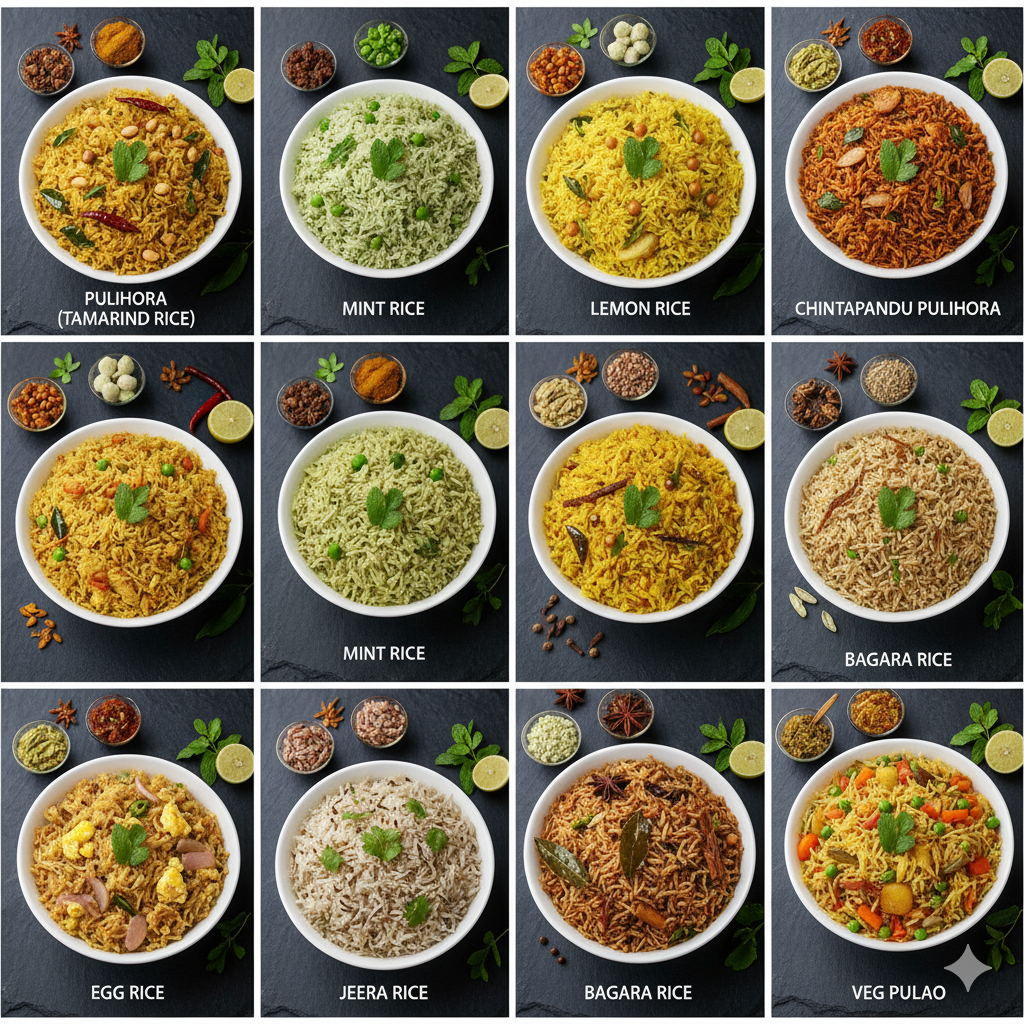 PULIHORA
(TAMARIND RICE)
MINT RICE
LEMON RICE
CHINTAPANDU PULIHORA
MINT RICE
BAGARA RICE
EGG RICE
JEERA RICE
BAGARA RICE
VEG PULAO